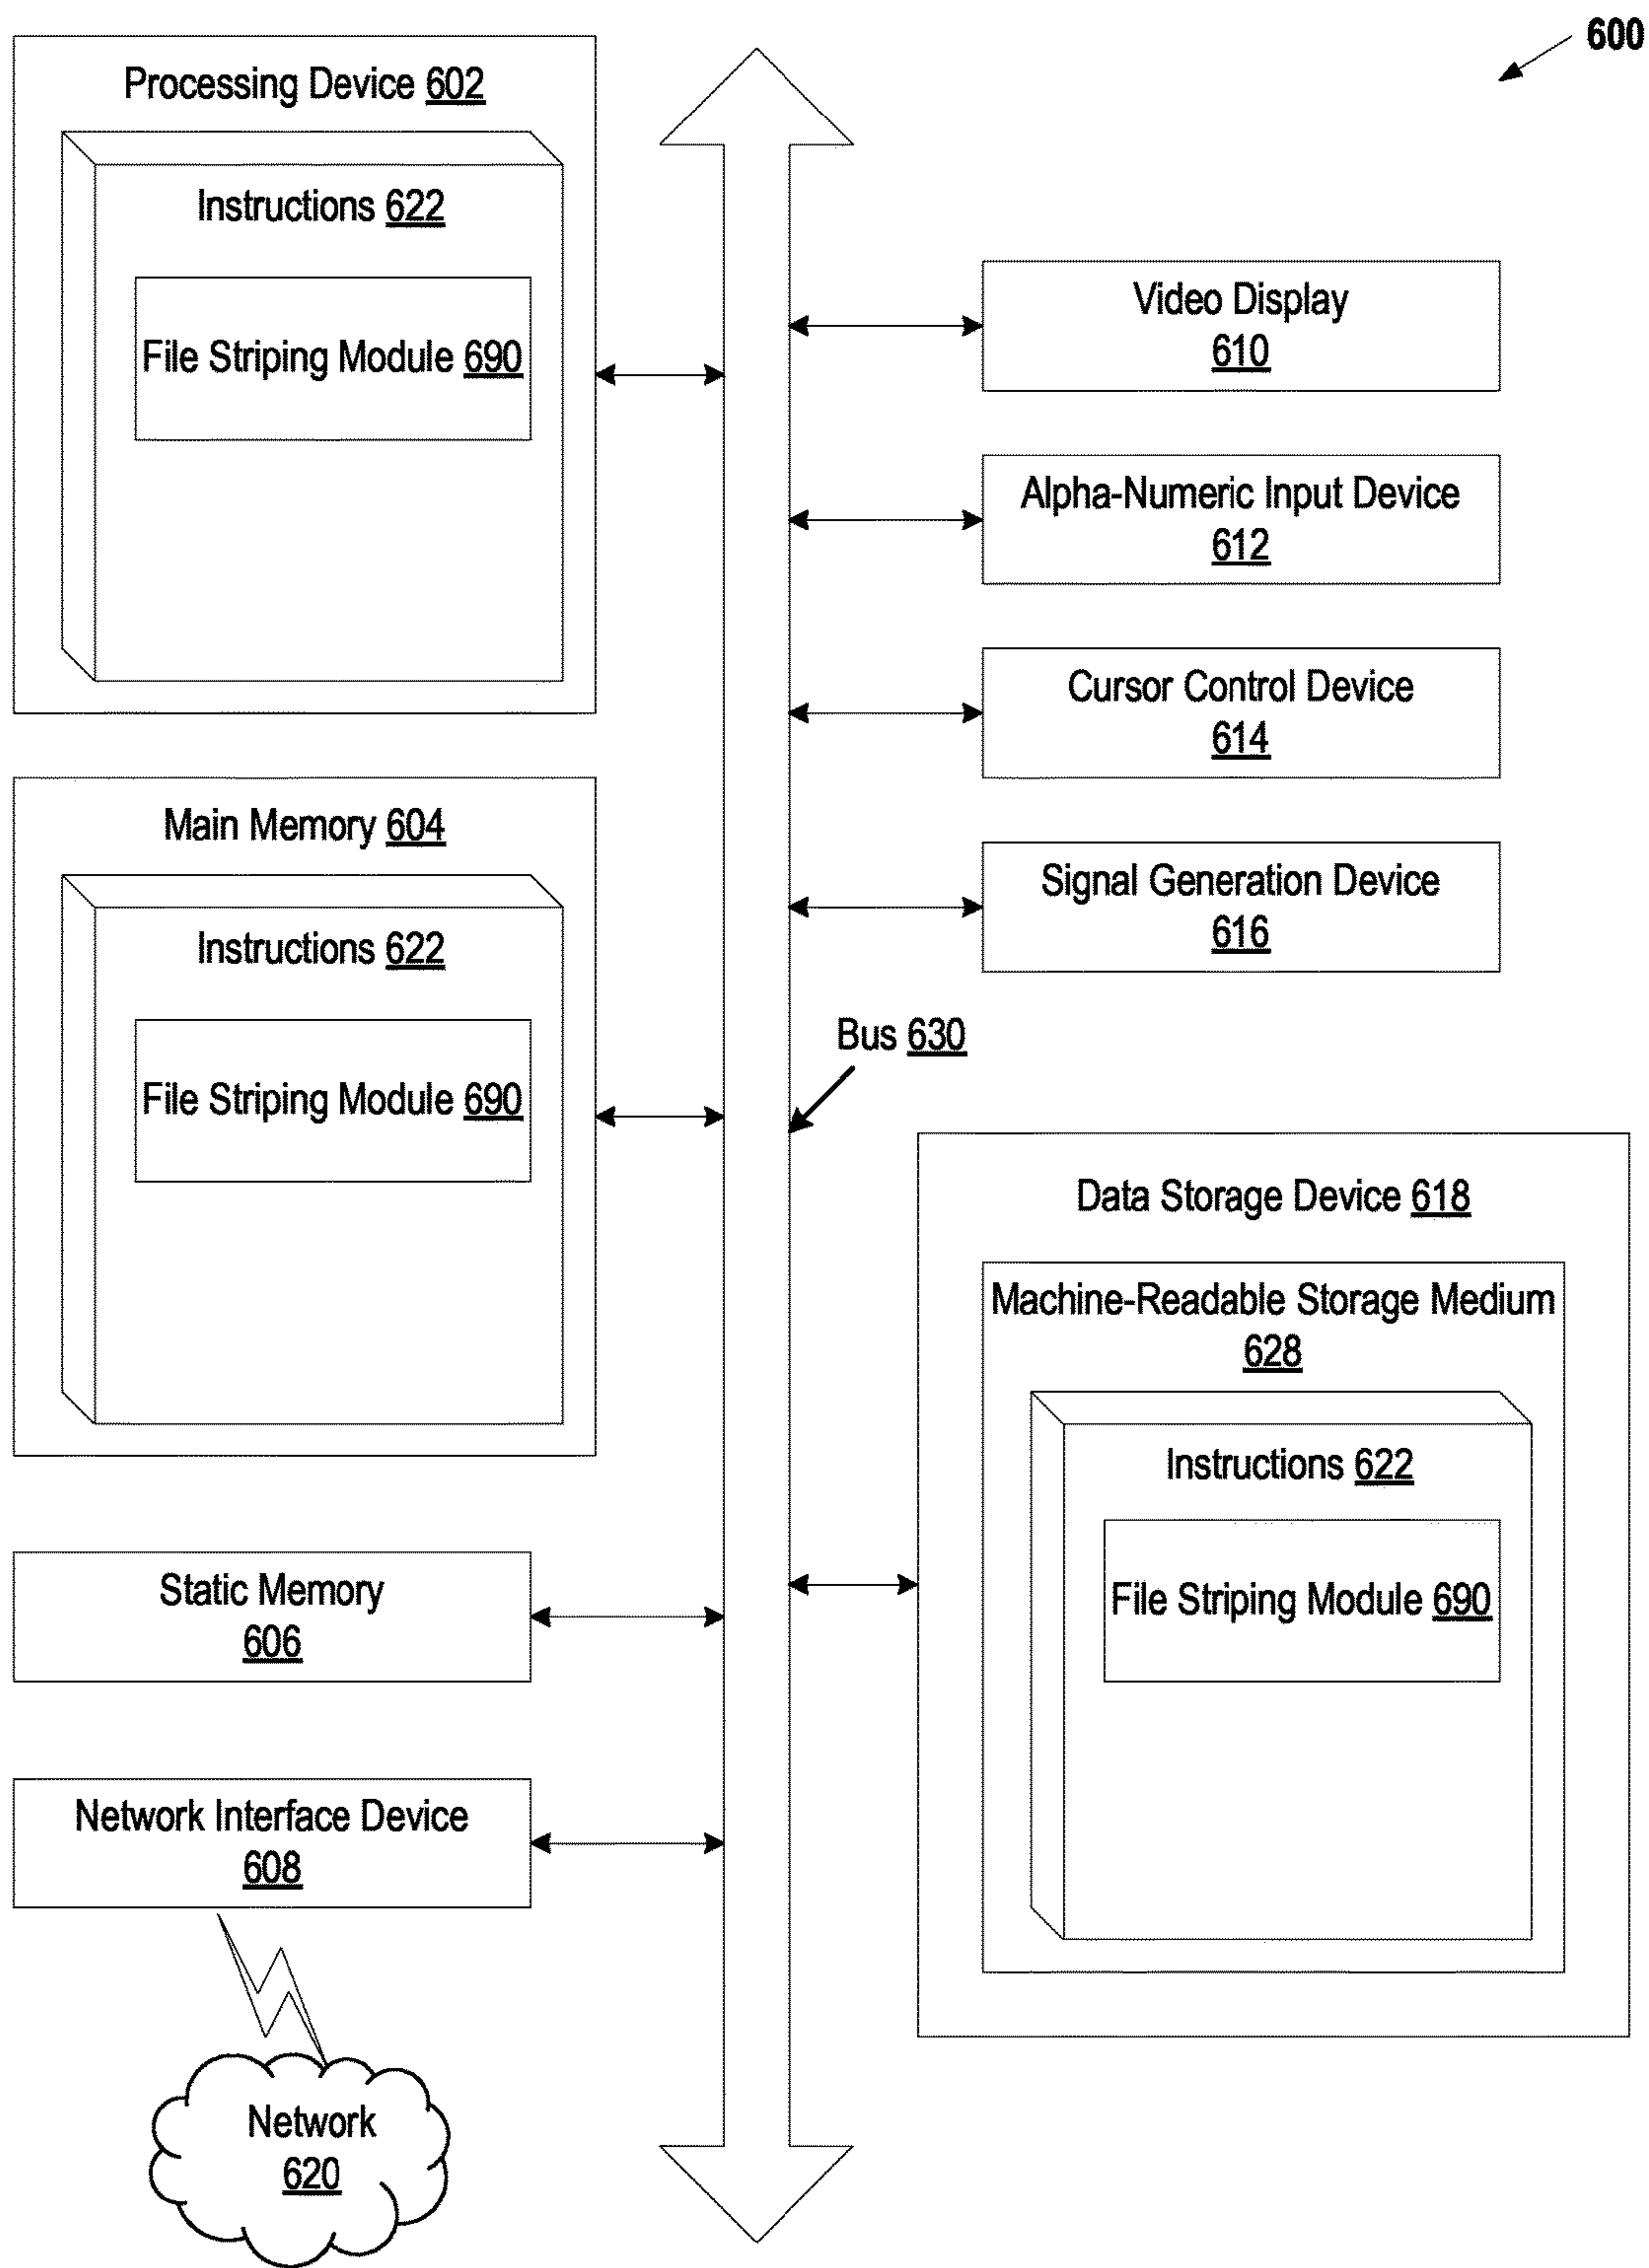 600
Processing Device 602
Instructions 622
File Striping Module 690
Main Memory 604
Instructions 622
File Striping Module 690
Static Memory
606
Network Interface Device
608
Network
620
Video Display
610
Alpha-Numeric Input Device
612
Cursor Control Device
614
Signal Generation Device
616
Bus 630
Data Storage Device 618
Machine-Readable Storage Medium
628
Instructions 622
File Striping Module 690